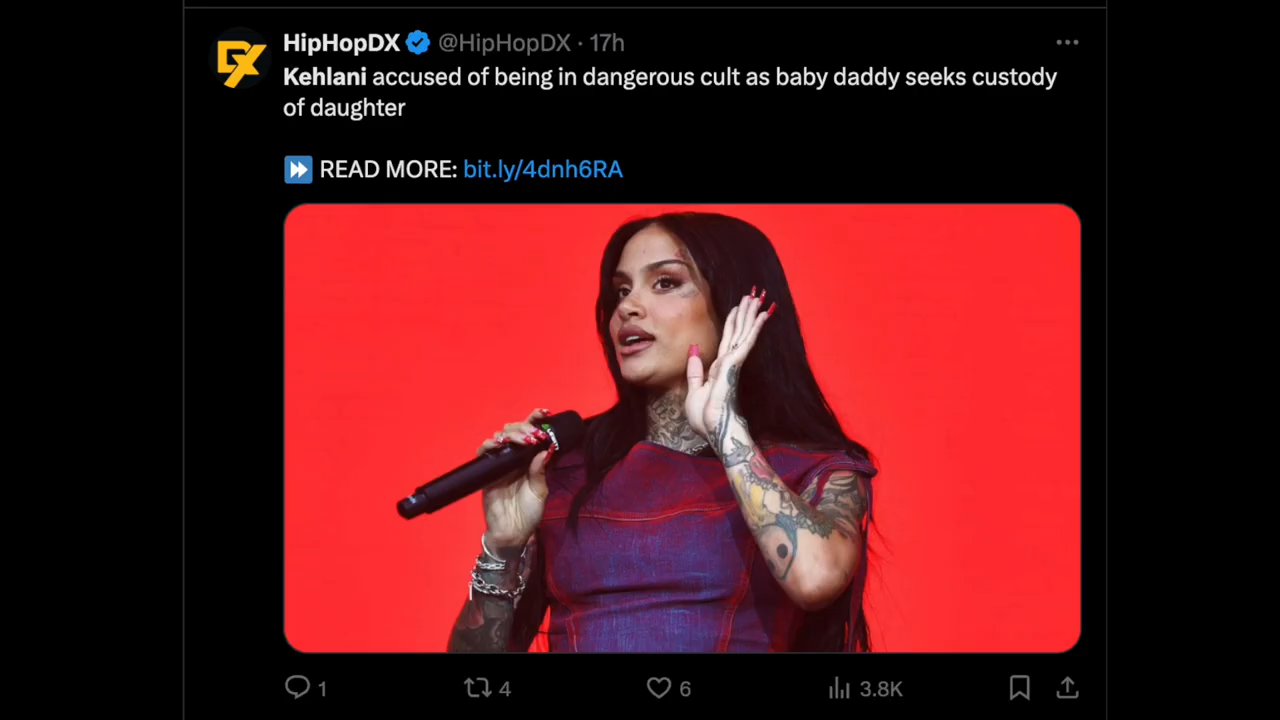 HipHopDX @HipHopDX · 17h
Kehlani accused of being in dangerous cult as baby daddy seeks custody
of daughter
READ MORE: bit.ly/4dnh6RA
1 4 6 3.8K